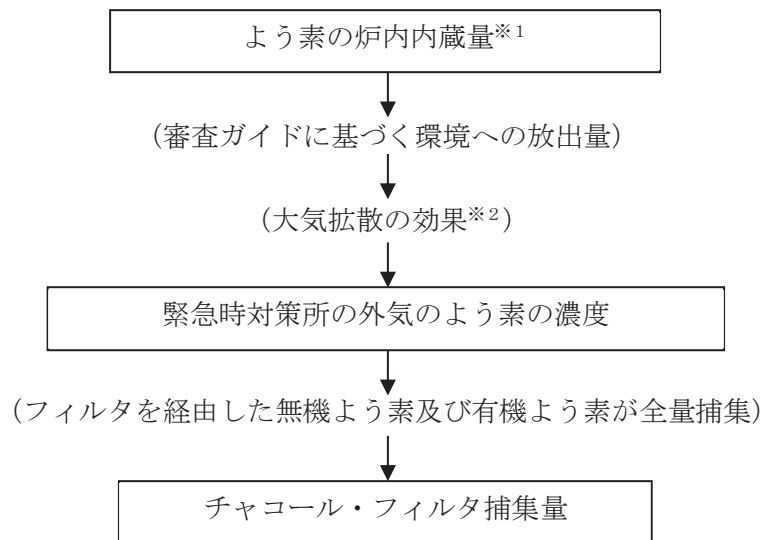 よう素の炉内内蔵量※1
(審査ガイドに基づく環境への放出量)
(大気拡散の効果※2)
緊急時対策所の外気のよう素の濃度
(フィルタを経由した無機よう素及び有機よう素が全量捕集)
チャコール・フィルタ捕集量